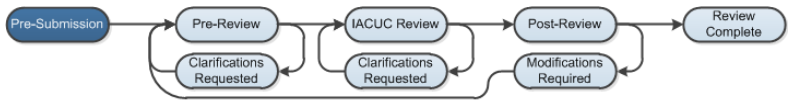 Pre-Submission
Pre-Review
IACUC Review
Post-Review
Review
Complete
Clarifications
Requested
Clarifications
Requested
Modifications
Required